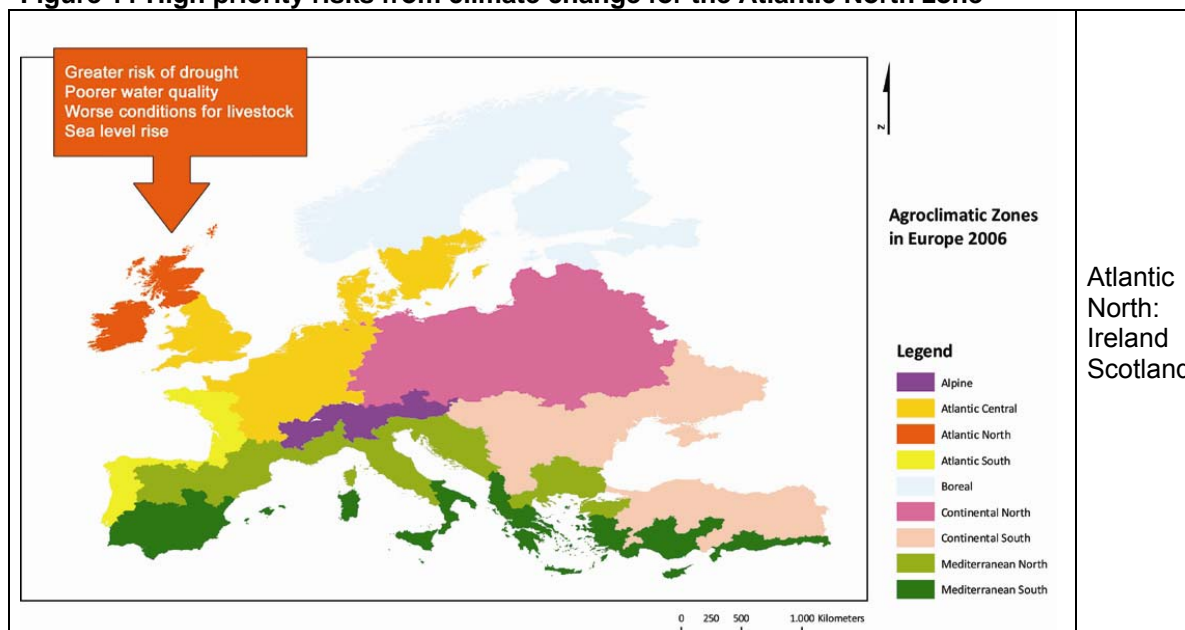 Greater risk of drought
Poorer water quality
Worse conditions for livestock
Sea level rise
N
Agroclimatic Zones
in Europe 2006
Legend
Alpine
Atlantic Central
Atlantic North
Atlantic South
Boreal
Continental North
Continental South
Mediterranean North
Mediterranean South
0 250 500 1.000 Kilometers
Atlantic
North:
Ireland